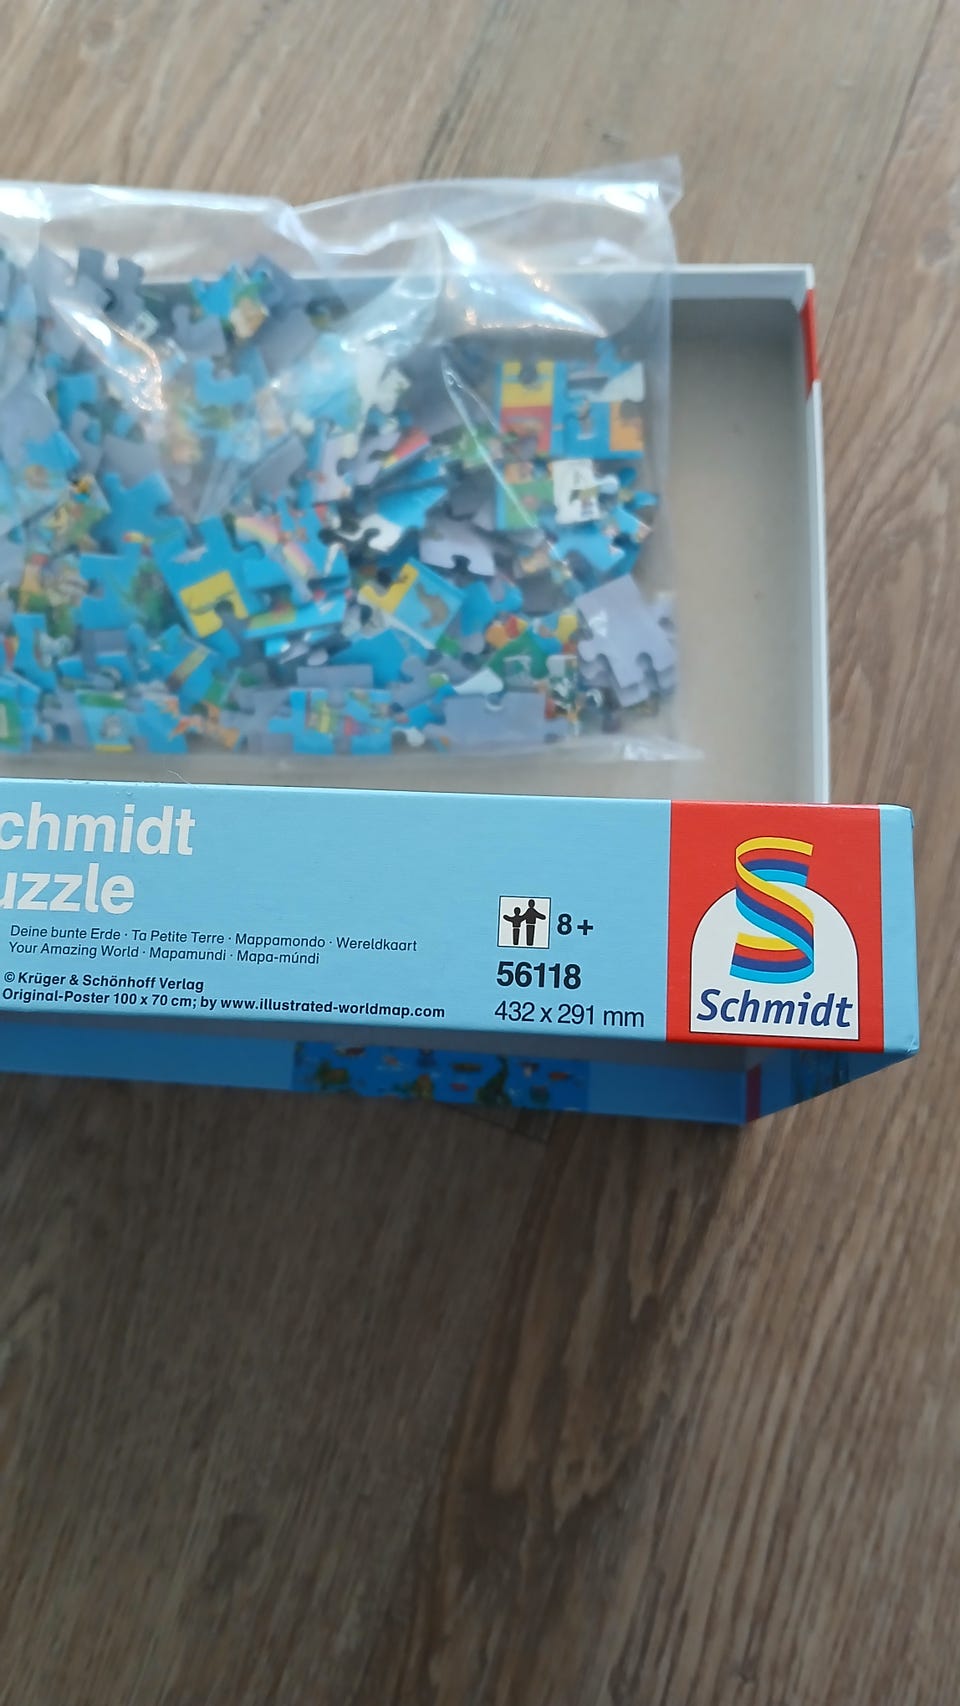 chmidt
uzzle
Deine bunte Erde · Ta Petite Terre · Mappamondo · Wereldkaart
Your Amazing World · Mapamundi · Mapa-múndi
© Krüger & Schönhoff Verlag
Original-Poster 100 x 70 cm; by www.illustrated-worldmap.com
8+
56118
432 x 291 mm
Schmidt